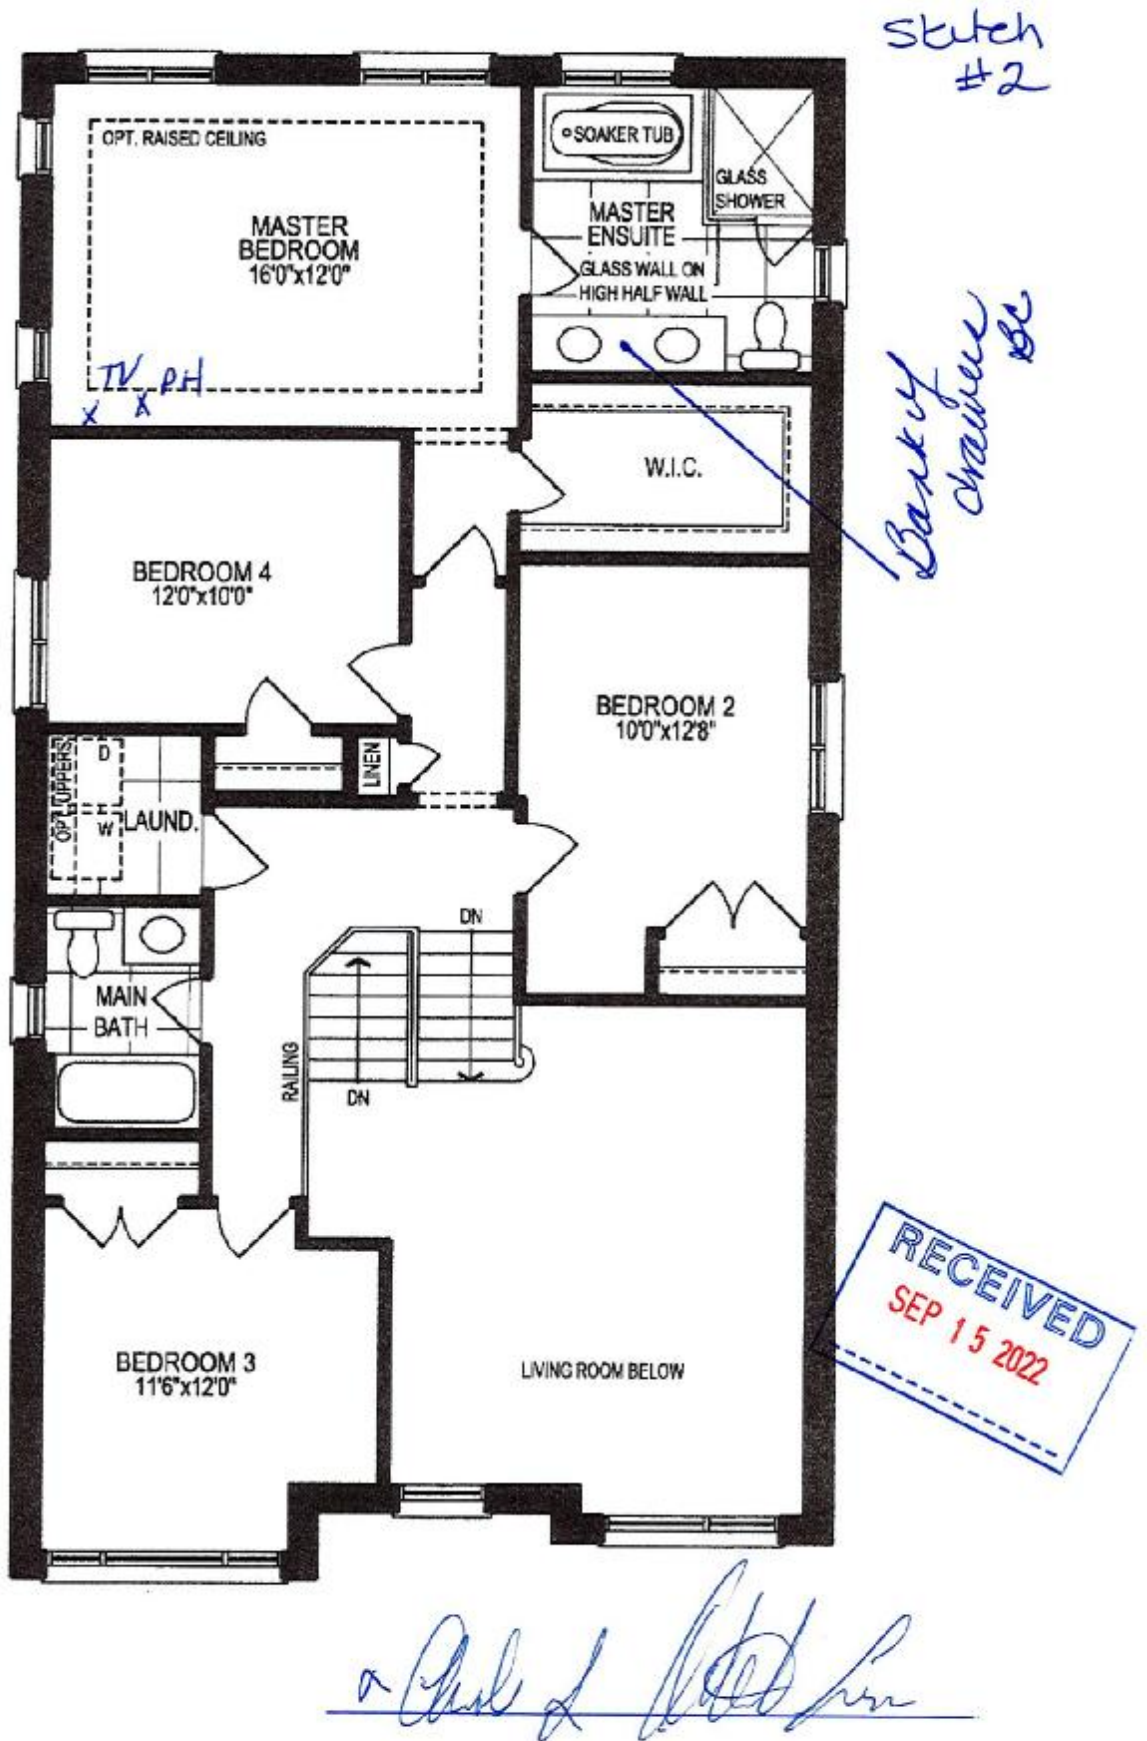 Sketch
#2
OPT. RAISED CEILING
SOAKER TUB
GLASS
SHOWER
MASTER
BEDROOM
16'0"x12'0"
MASTER
ENSUITE
GLASS WALL ON
HIGH HALF WALL
TV PH
x x
Bank of
drawers
W.I.C.
BEDROOM 4
12'0"x10'0"
BEDROOM 2
10'0"x12'8"
LINEN
OPT. UPPERS
D
W
LAUND.
DN
MAIN
BATH
RAILING
DN
RECEIVED
SEP 15 2022
BEDROOM 3
11'6"x12'0"
LIVING ROOM BELOW